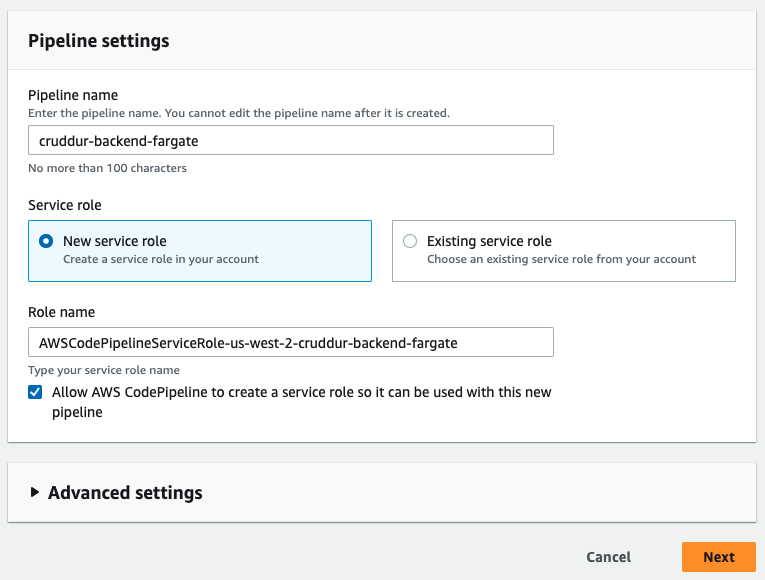 Pipeline settings
Pipeline name
Enter the pipeline name. You cannot edit the pipeline name after it is created.
cruddur-backend-fargate
No more than 100 characters
Service role
New service role
Create a service role in your account
Existing service role
Choose an existing service role from your account
Role name
AWSCodePipelineServiceRole-us-west-2-cruddur-backend-fargate
Type your service role name
Allow AWS CodePipeline to create a service role so it can be used with this new
pipeline
Advanced settings
Cancel
Next